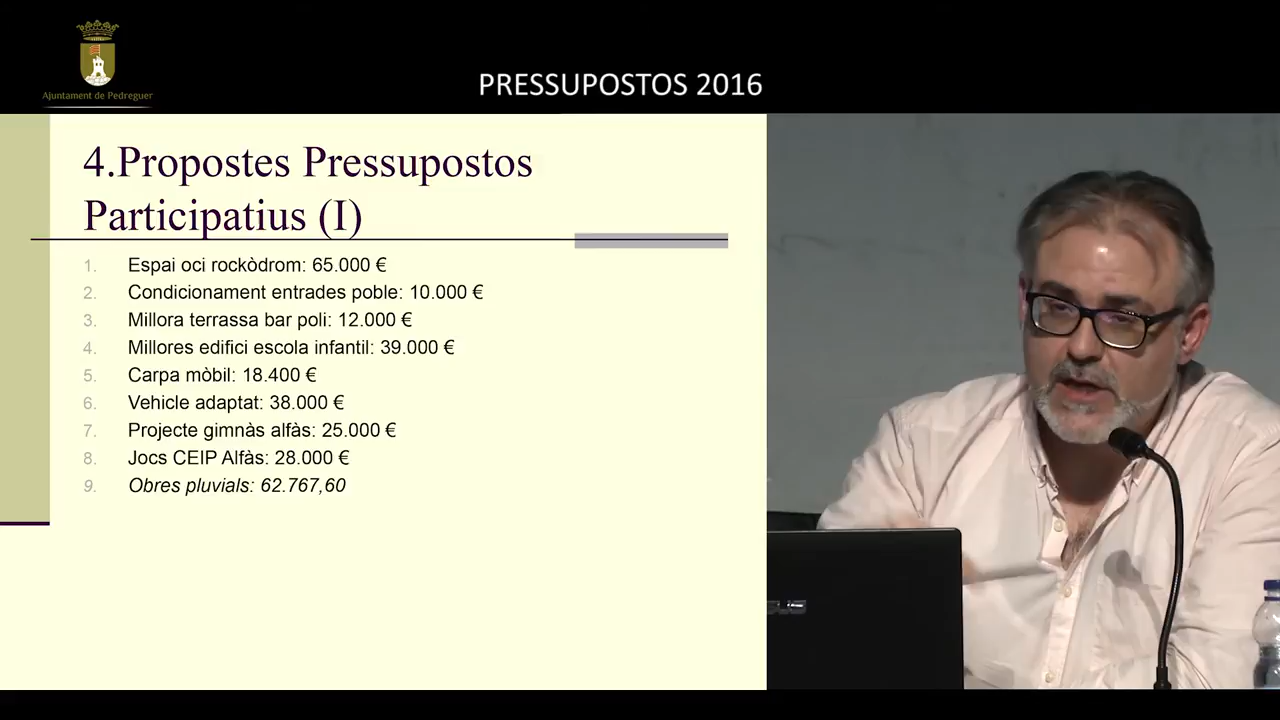 Ajuntament de Pedreguer
PRESSUPOSTOS 2016
4.Propostes Pressupostos
Participatius (I)
1. Espai oci rockòdrom: 65.000 €
2. Condicionament entrades poble: 10.000 €
3. Millora terrassa bar poli: 12.000 €
4. Millores edifici escola infantil: 39.000 €
5. Carpa mòbil: 18.400 €
6. Vehicle adaptat: 38.000 €
7. Projecte gimnàs alfàs: 25.000 €
8. Jocs CEIP Alfàs: 28.000 €
9. Obres pluvials: 62.767,60